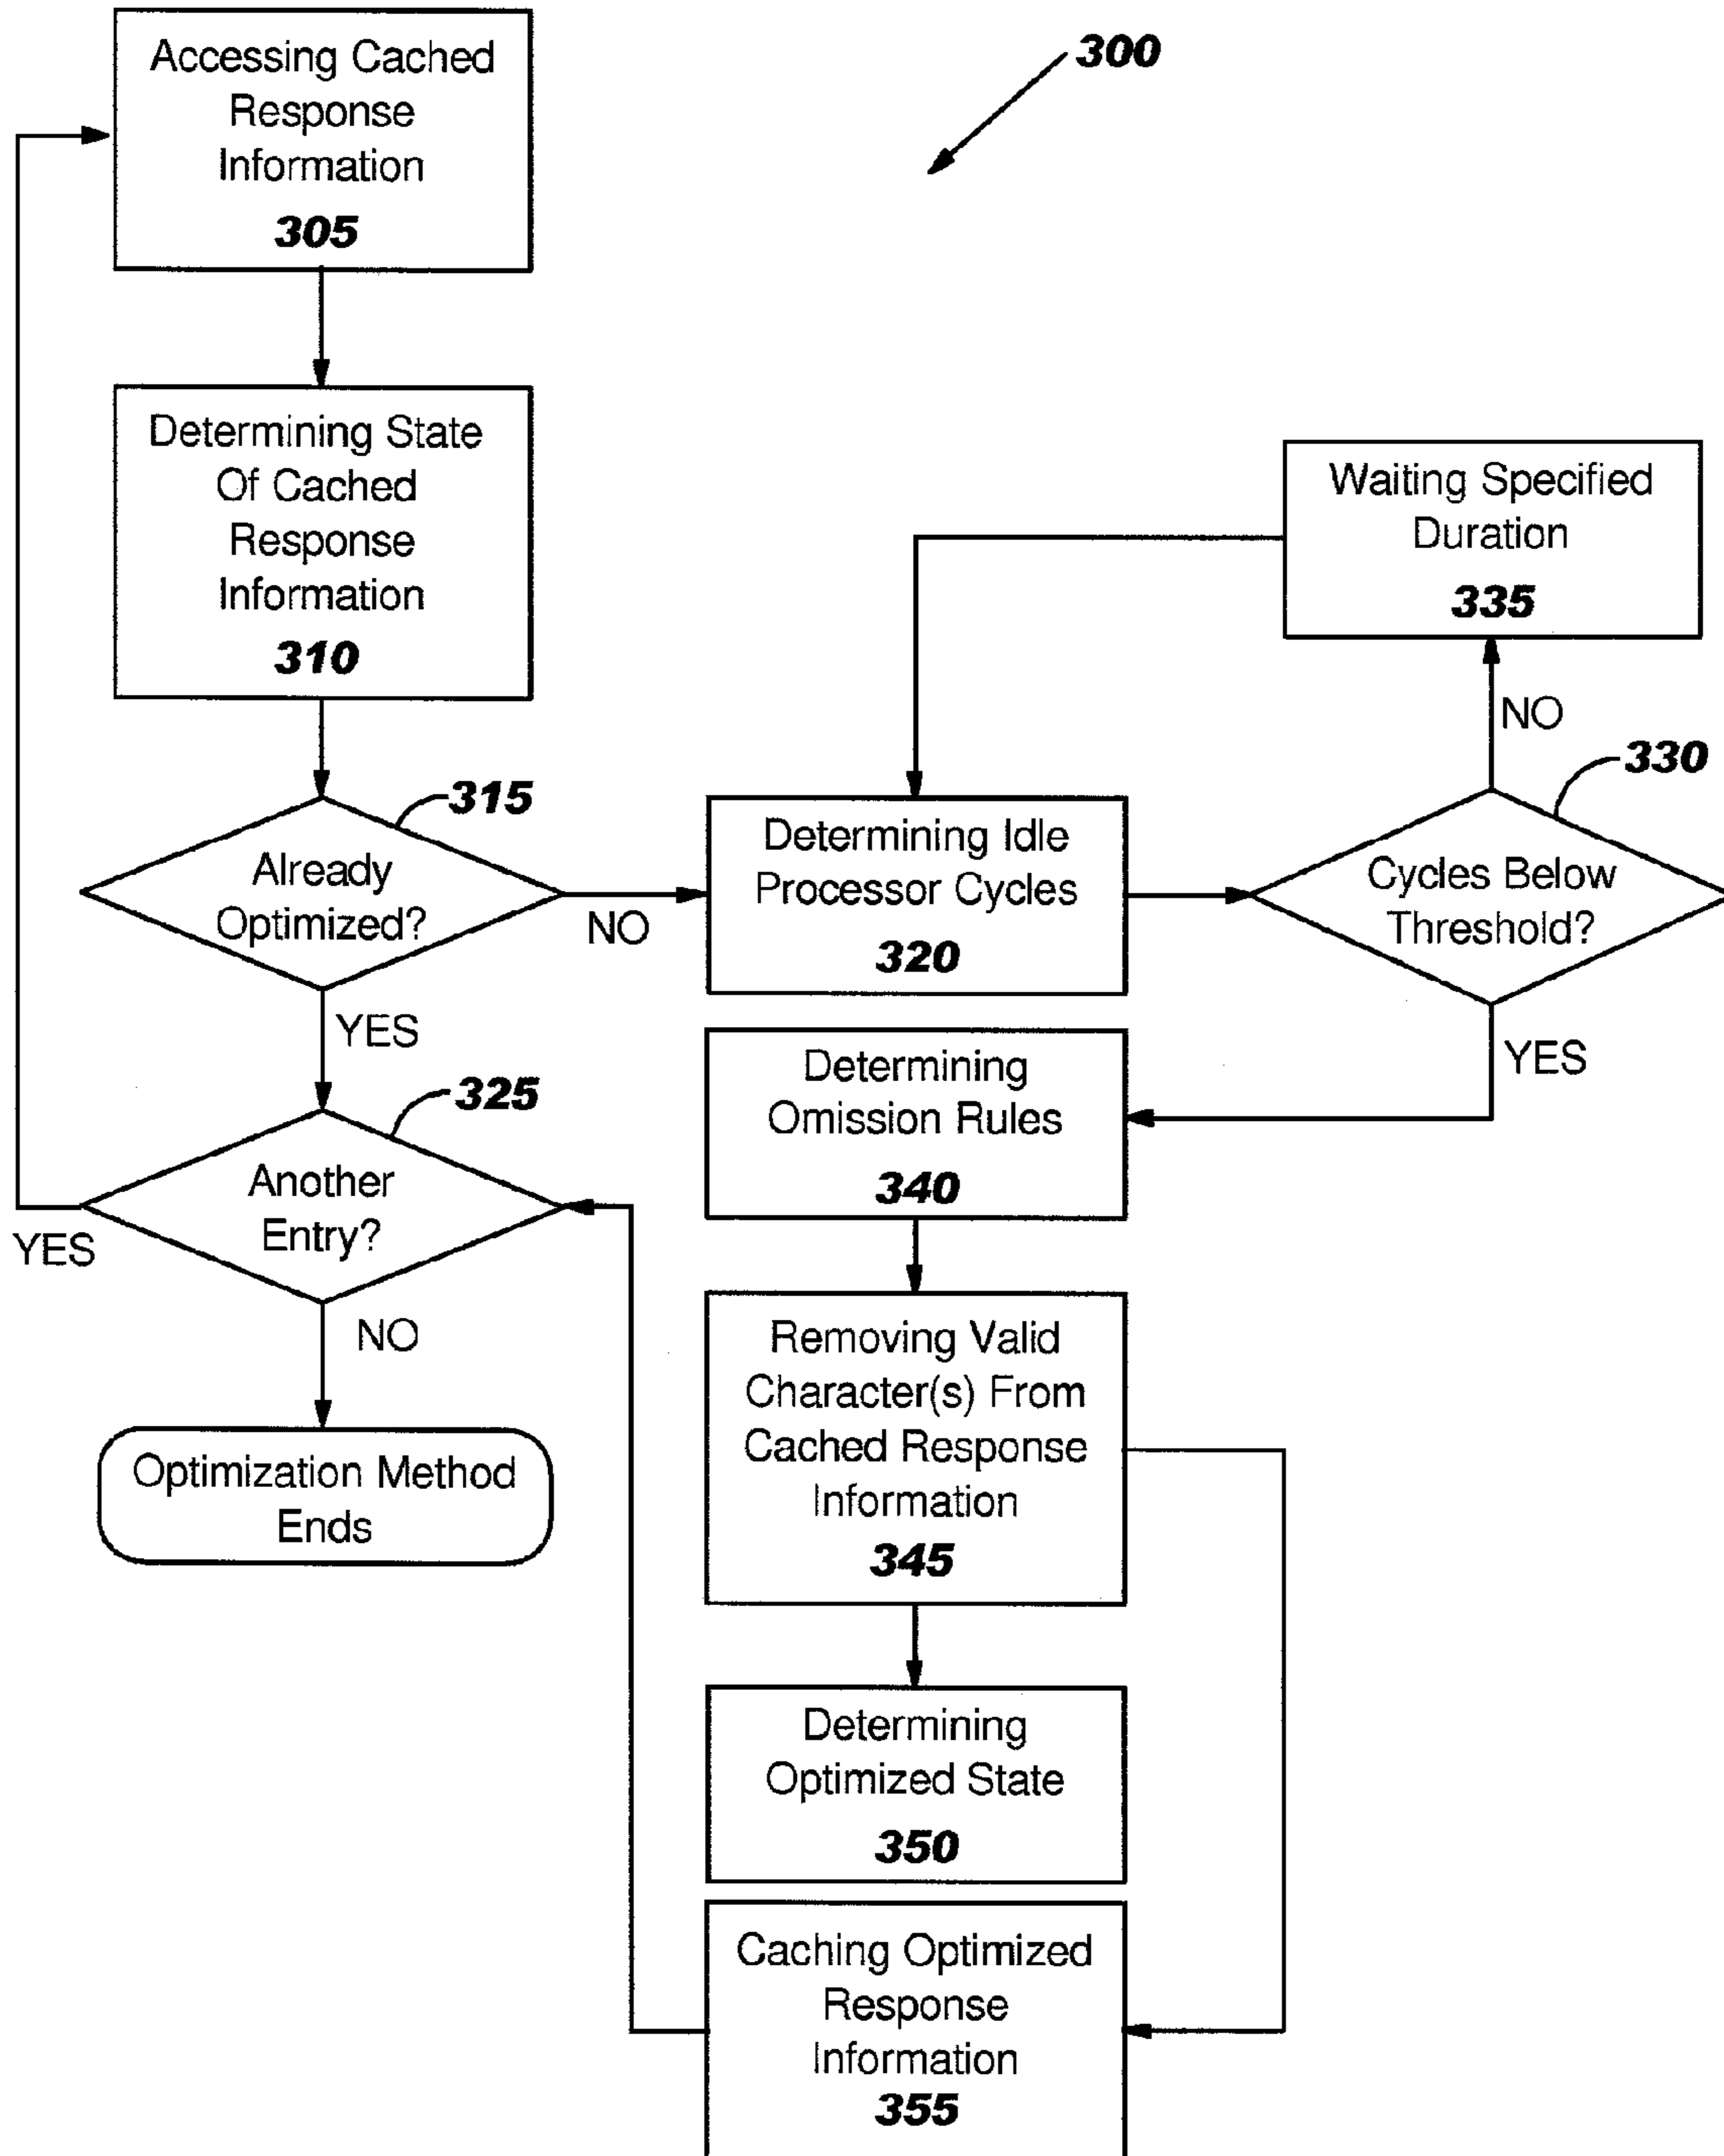 300
Accessing Cached
Response
Information
305
Determining State
Of Cached
Response
Information
310
315
Already
Optimized?
NO
YES
325
Another
Entry?
YES
NO
Optimization Method
Ends
Determining Idle
Processor Cycles
320
330
Cycles Below
Threshold?
NO
YES
Waiting Specified
Duration
335
Determining
Omission Rules
340
Removing Valid
Character(s) From
Cached Response
Information
345
Determining
Optimized State
350
Caching Optimized
Response
Information
355